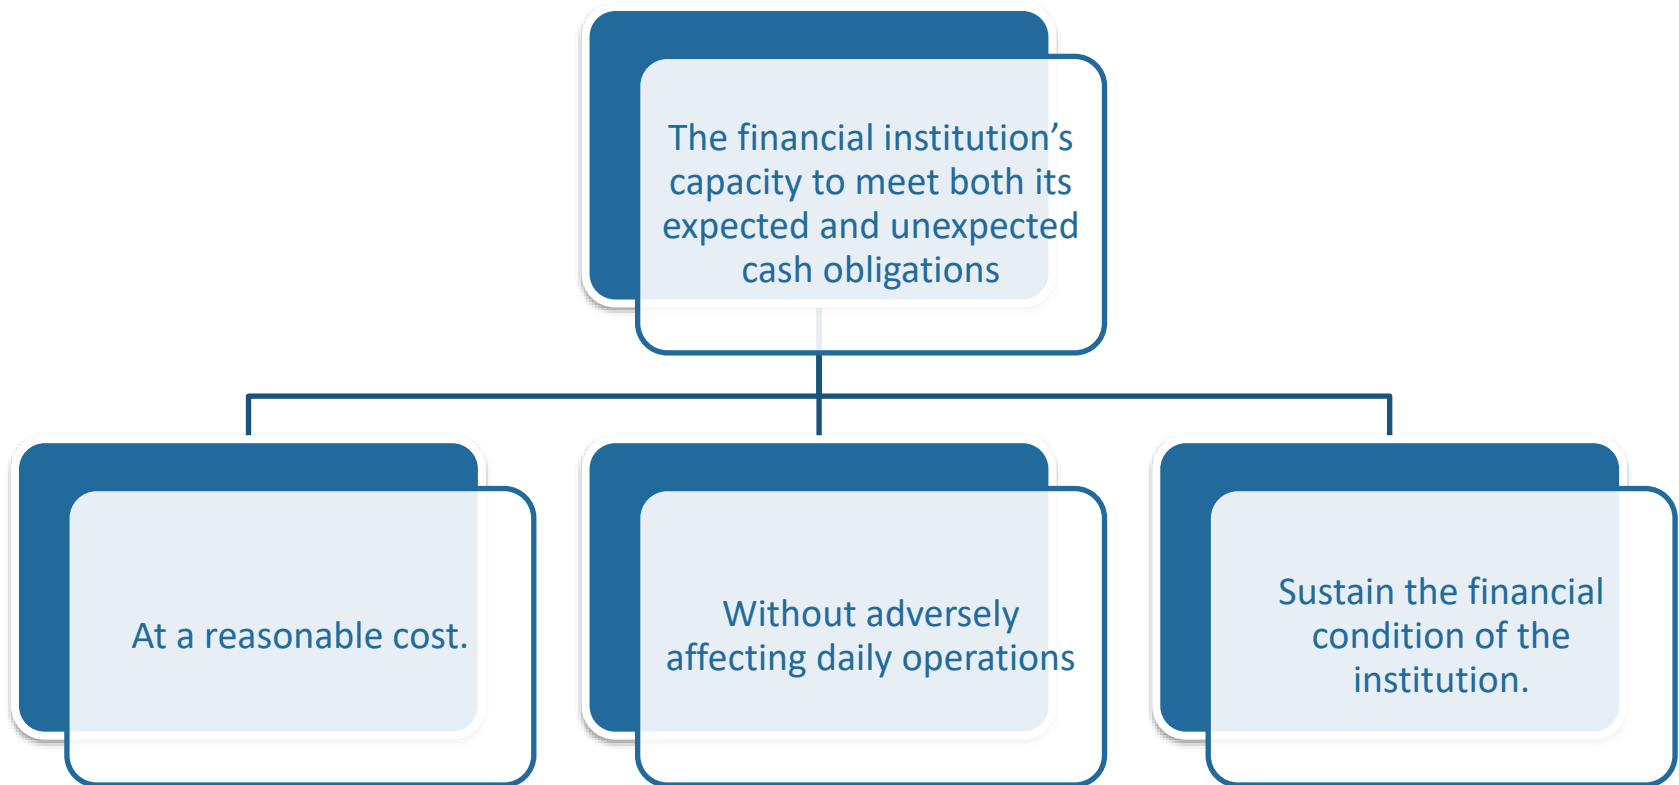 The financial institution’s
capacity to meet both its
expected and unexpected
cash obligations
At a reasonable cost.
Without adversely
affecting daily operations
Sustain the financial
condition of the
institution.